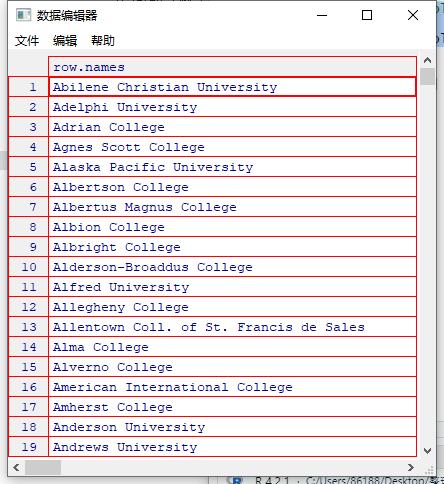 数据编辑器
文件 编辑 帮助
row.names
1 Abilene Christian University
2 Adelphi University
3 Adrian College
4 Agnes Scott College
5 Alaska Pacific University
6 Albertson College
7 Albertus Magnus College
8 Albion College
9 Albright College
10 Alderson-Broaddus College
11 Alfred University
12 Allegheny College
13 Allentown Coll. of St. Francis de Sales
14 Alma College
15 Alverno College
16 American International College
17 Amherst College
18 Anderson University
19 Andrews University
R 4.2.1 · C:/Users/86188/Desktop/